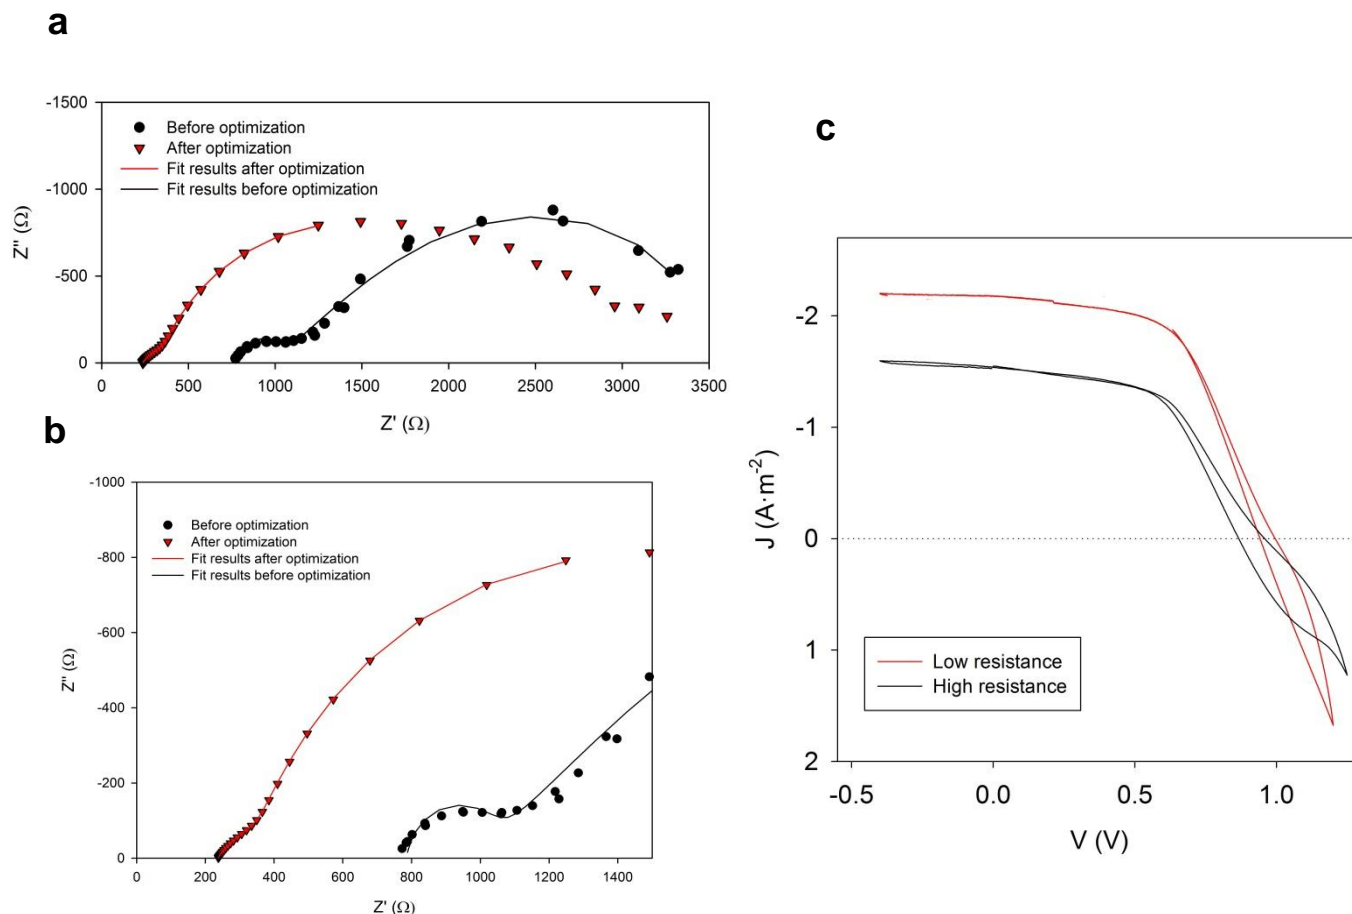 a
-1500
-1000
-500
0
Z'' (Ω)
Before optimization
After optimization
Fit results after optimization
Fit results before optimization
0 500 1000 1500 2000 2500 3000 3500
Z' (Ω)
b
-1000
-800
-600
-400
-200
0
Z'' (Ω)
Before optimization
After optimization
Fit results after optimization
Fit results before optimization
0 200 400 600 800 1000 1200 1400
Z' (Ω)
c
-2
-1
0
1
2
J (A·m⁻²)
Low resistance
High resistance
-0.5 0.0 0.5 1.0
V (V)